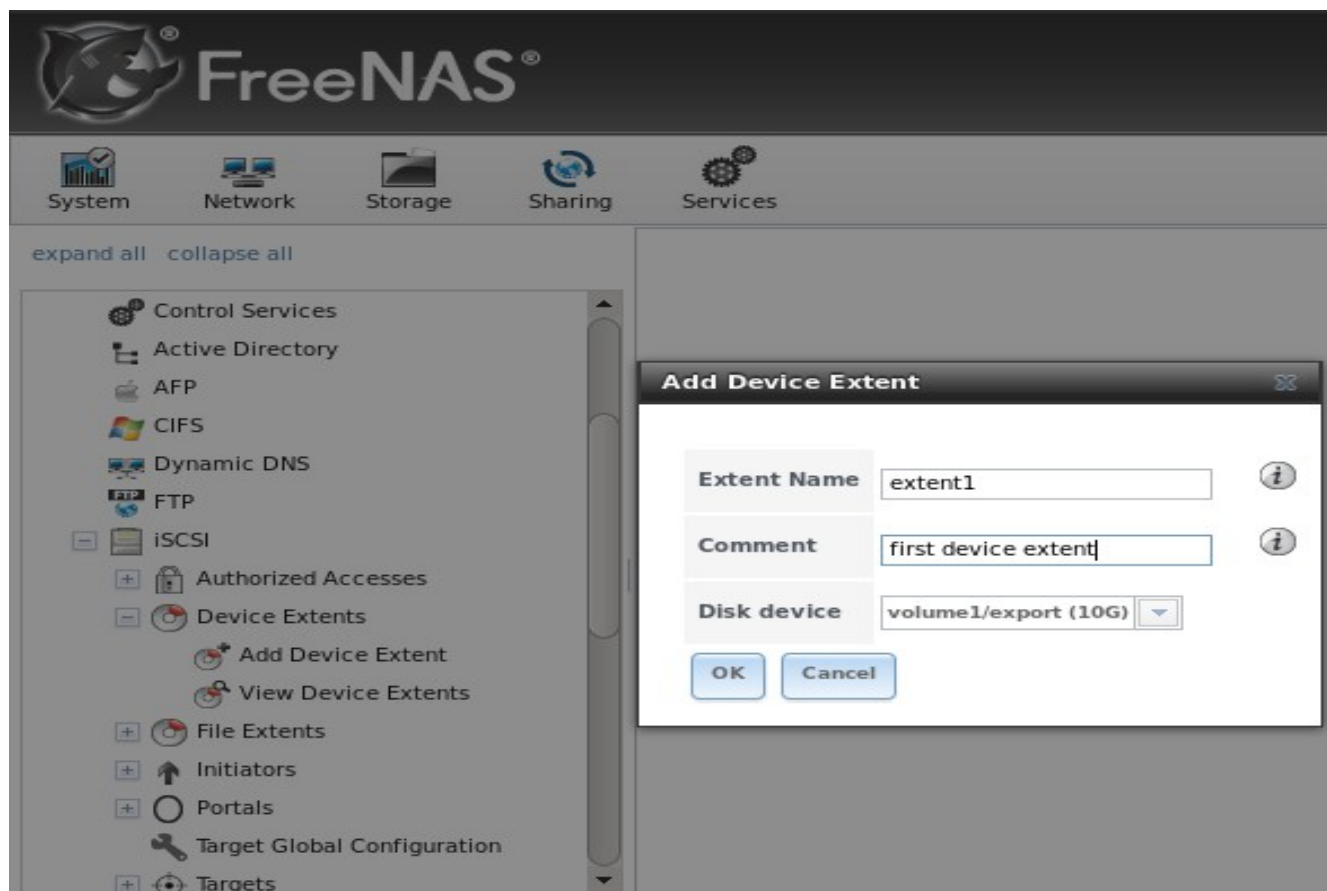 FreeNAS®
System Network Storage Sharing Services
expand all collapse all
Control Services
Active Directory
AFP
CIFS
Dynamic DNS
FTP
FTP
iSCSI
Authorized Accesses
Device Extents
Add Device Extent
View Device Extents
File Extents
Initiators
Portals
Target Global Configuration
Targets
Add Device Extent
Extent Name extent1
Comment first device extent
Disk device volume1/export (10G)
OK Cancel